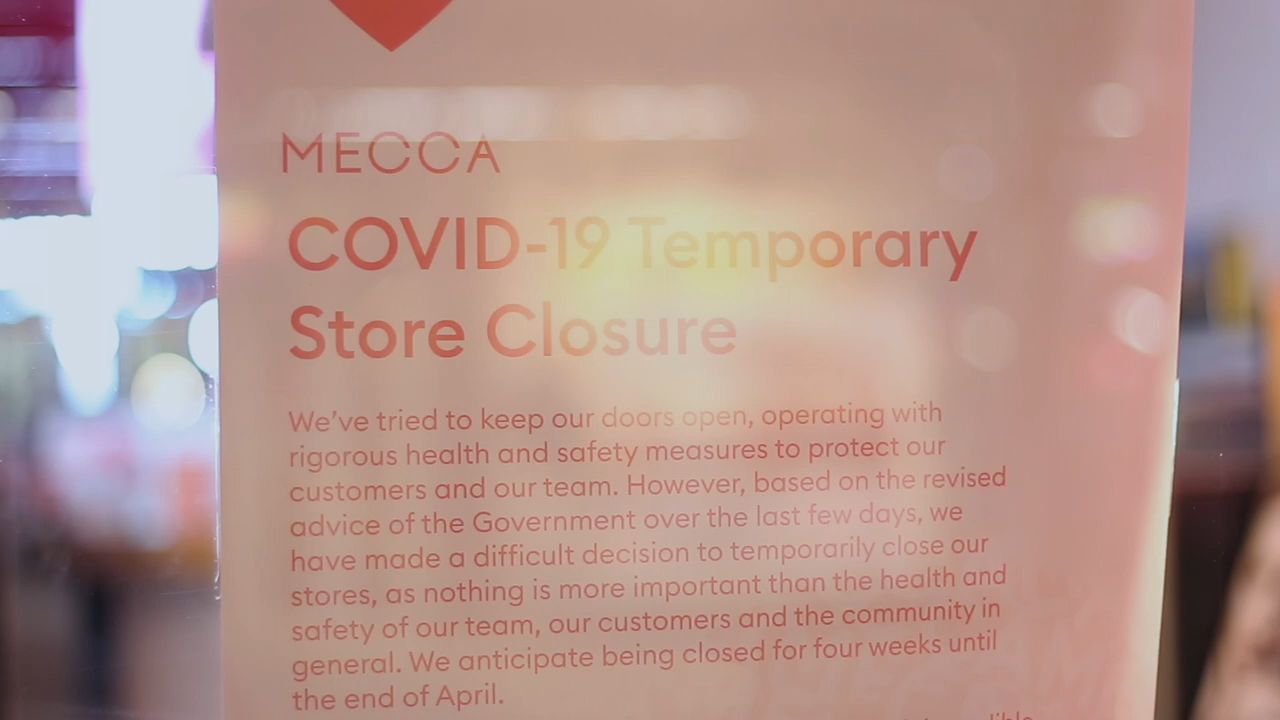 MECCA
COVID-19 Temporary
Store Closure
We've tried to keep our doors open, operating with
rigorous health and safety measures to protect our
customers and our team. However, based on the revised
advice of the Government over the last few days, we
have made a difficult decision to temporarily close our
stores, as nothing is more important than the health and
safety of our team, our customers and the community in
general. We anticipate being closed for four weeks until
the end of April.